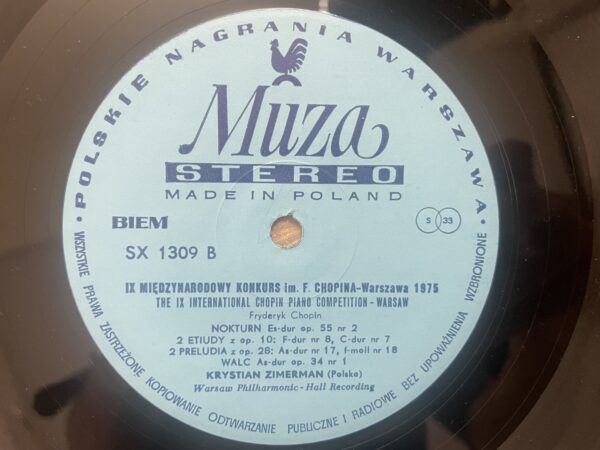 • POLSKIE NAGRANIA WARSZAWA •
Muza
STEREO
MADE IN POLAND
BIEM
S 33
SX 1309 B
IX MIĘDZYNARODOWY KONKURS im. F. CHOPINA-Warszawa 1975
THE IX INTERNATIONAL CHOPIN PIANO COMPETITION - WARSAW
Fryderyk Chopin
NOKTURN Es-dur op. 55 nr 2
2 ETIUDY z op. 10: F-dur nr 8, C-dur nr 7
2 PRELUDIA z op. 28: As-dur nr 17, f-moll nr 18
WALC As-dur op. 34 nr 1
KRYSTIAN ZIMERMAN (Polska)
Warsaw Philharmonic - Hall Recording
WSZYSTKIE PRAWA ZASTRZEŻONE KOPIOWANIE ODTWARZANIE PUBLICZNE I RADIOWE BEZ UPOWAŻNIENIA WZBRONIONE